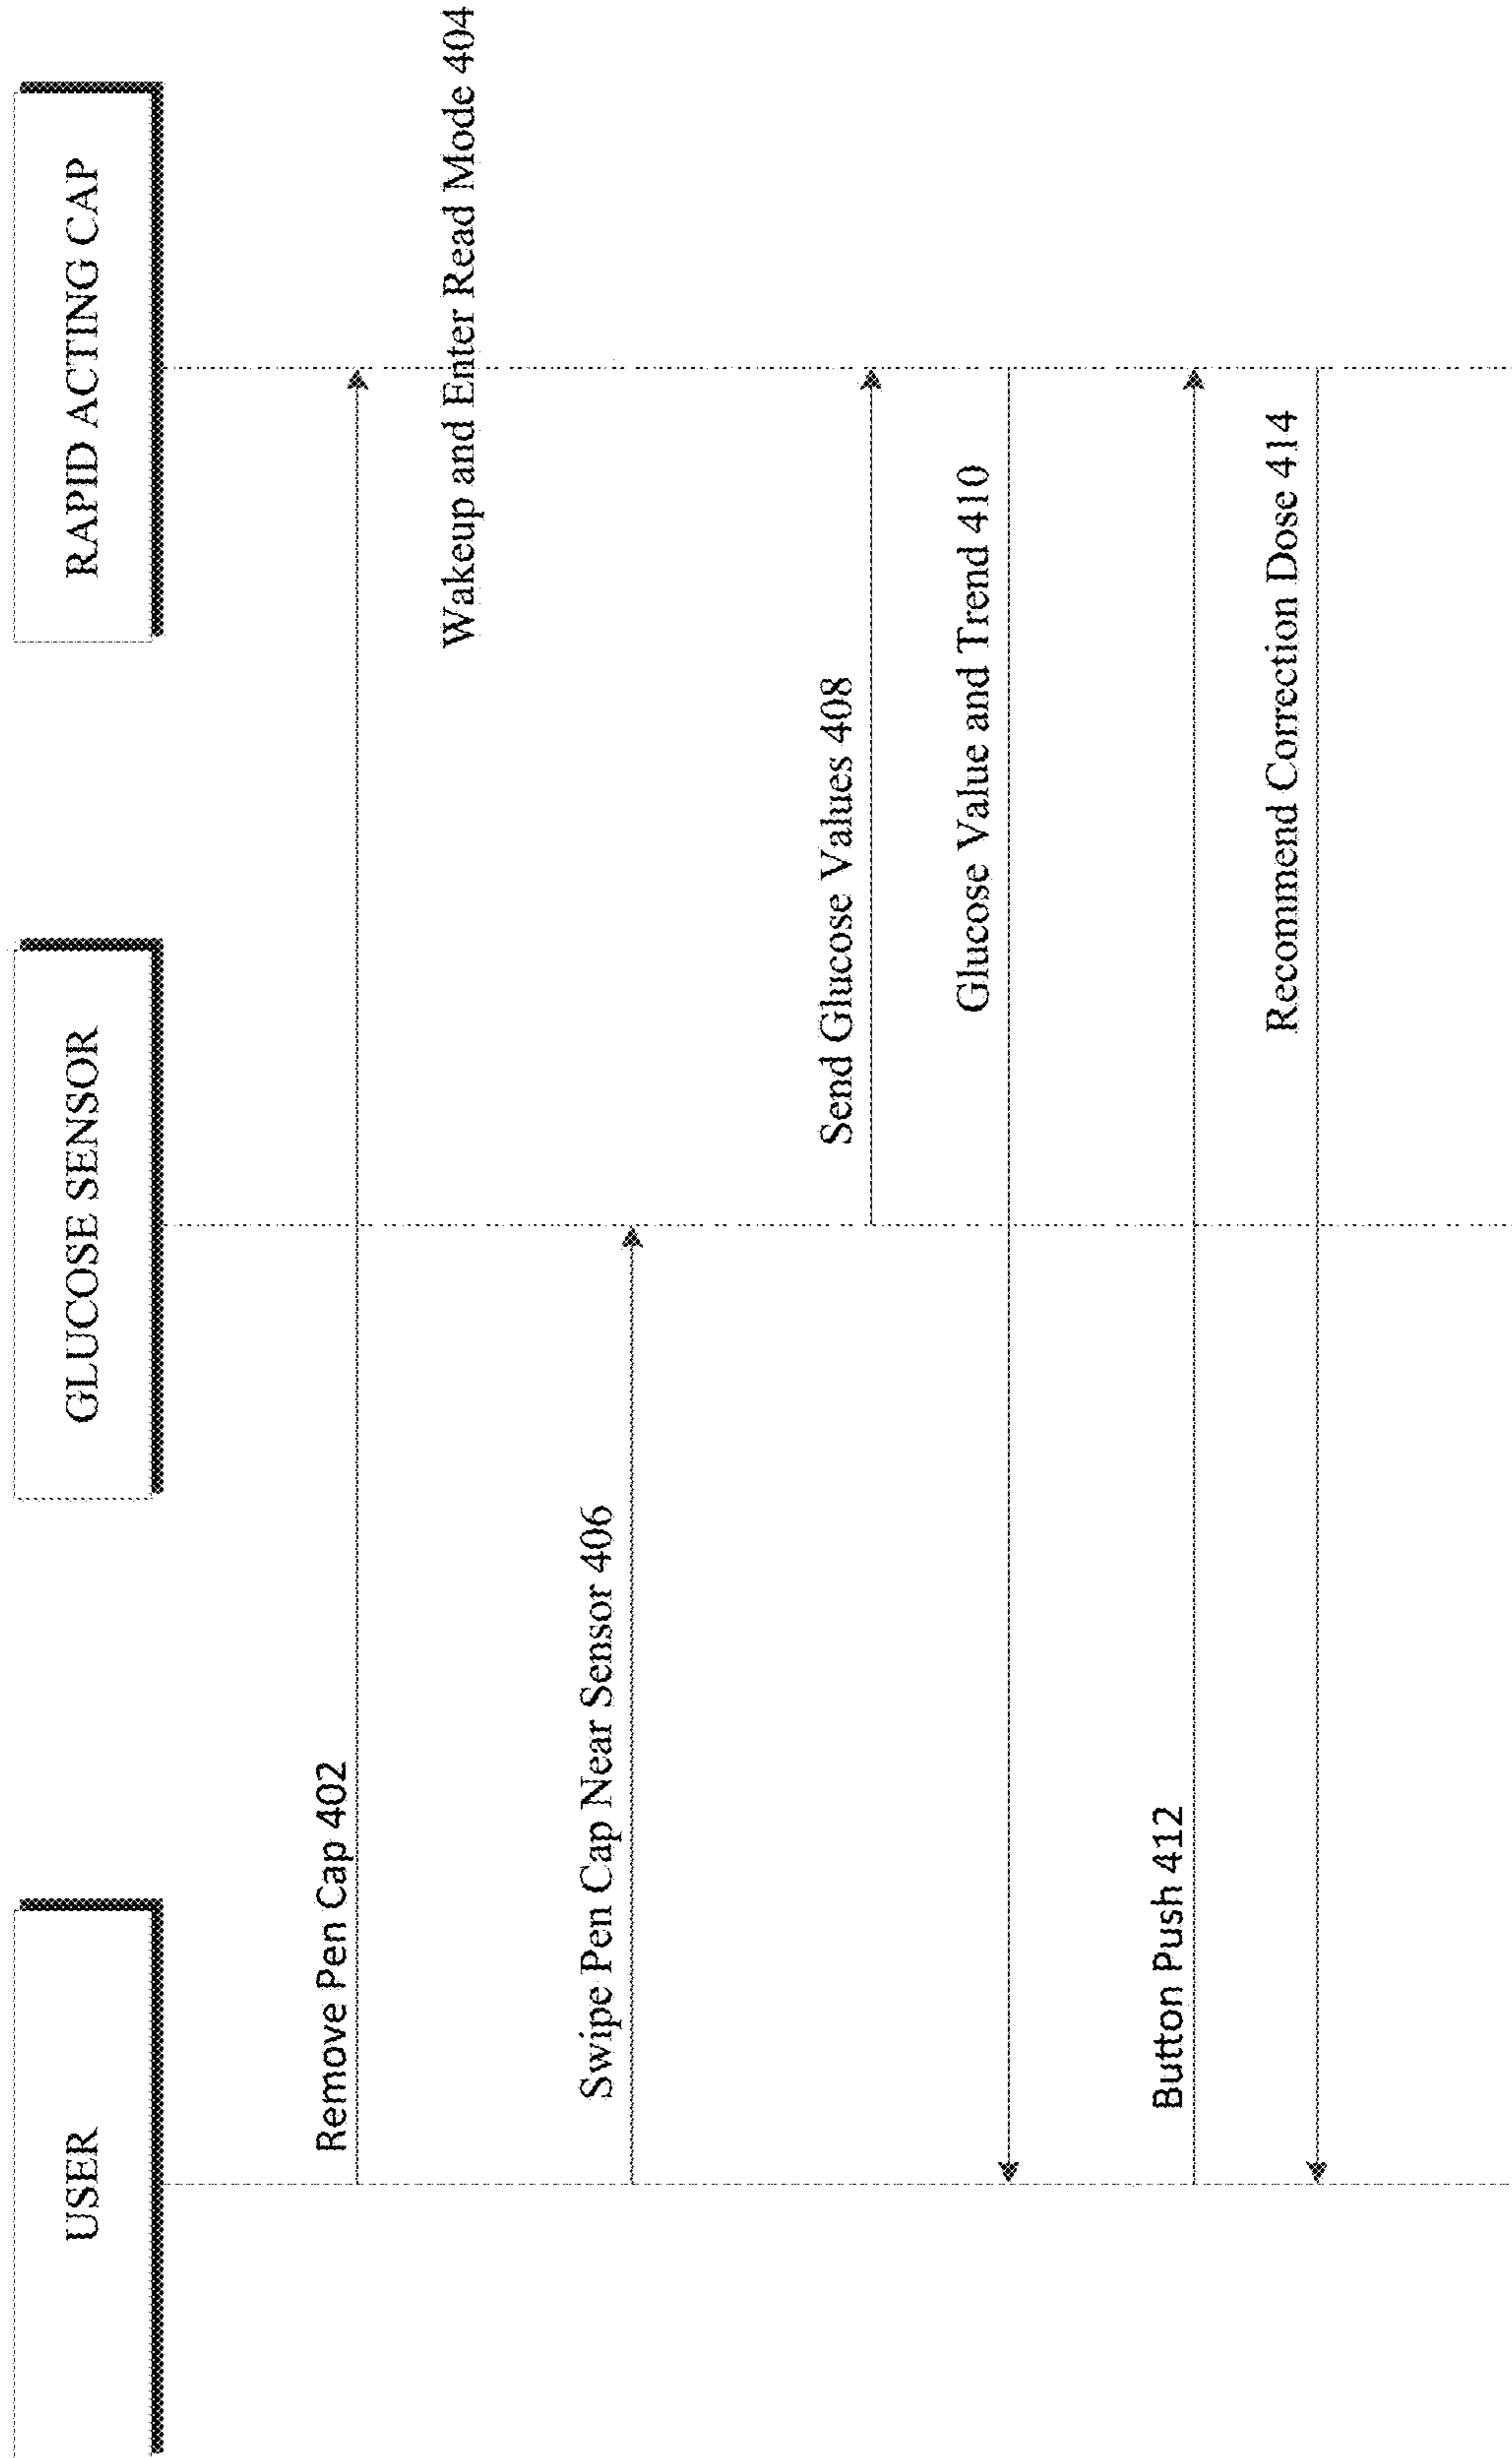 USER
GLUCOSE SENSOR
RAPID ACTING CAP
Remove Pen Cap 402
Wakeup and Enter Read Mode 404
Swipe Pen Cap Near Sensor 406
Send Glucose Values 408
Glucose Value and Trend 410
Button Push 412
Recommend Correction Dose 414